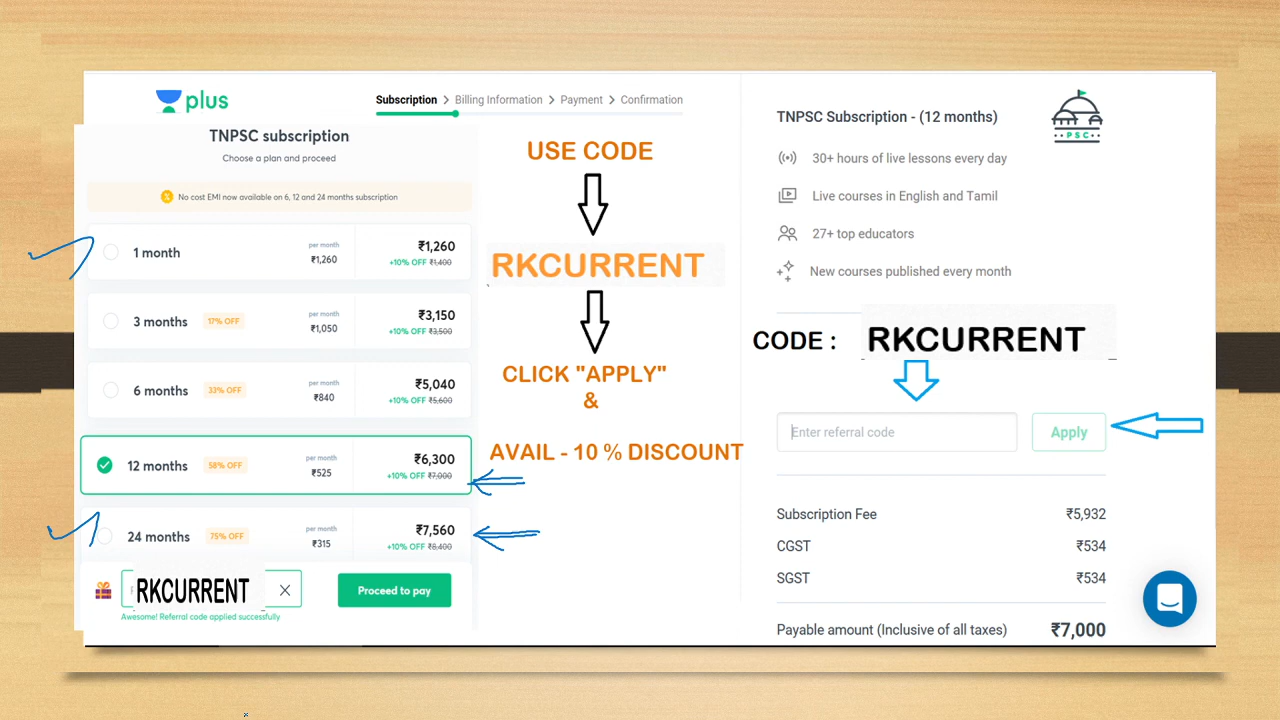 plus
Subscription > Billing Information > Payment > Confirmation
TNPSC subscription
Choose a plan and proceed
No cost EMI now available on 6, 12 and 24 months subscription
1 month
per month
₹1,260
₹1,260
+10% OFF ₹1,400
3 months
17% OFF
per month
₹1,050
₹3,150
+10% OFF ₹3,500
6 months
33% OFF
per month
₹840
₹5,040
+10% OFF ₹5,600
12 months
58% OFF
per month
₹525
₹6,300
+10% OFF ₹7,000
24 months
75% OFF
per month
₹315
₹7,560
+10% OFF ₹8,400
RKCURRENT
Proceed to pay
Awesome! Referral code applied successfully
USE CODE
RKCURRENT
CLICK "APPLY"
&
AVAIL - 10 % DISCOUNT
TNPSC Subscription - (12 months)
PSC
30+ hours of live lessons every day
Live courses in English and Tamil
27+ top educators
New courses published every month
CODE : RKCURRENT
Enter referral code
Apply
Subscription Fee ₹5,932
CGST ₹534
SGST ₹534
Payable amount (Inclusive of all taxes) ₹7,000